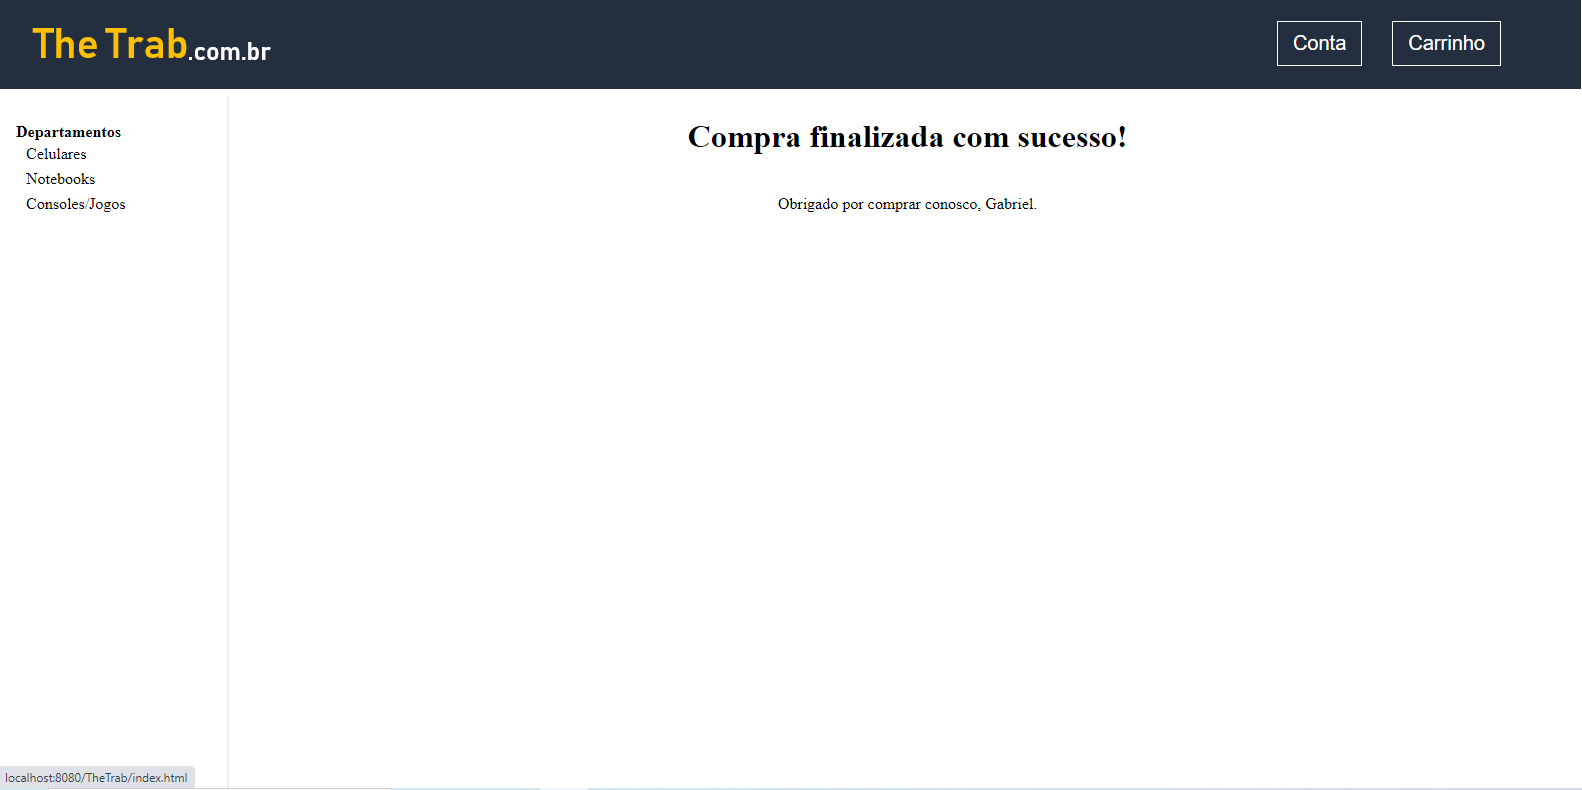 The Trab.com.br
Conta
Carrinho
Departamentos
Celulares
Notebooks
Consoles/Jogos
Compra finalizada com sucesso!
Obrigado por comprar conosco, Gabriel.
localhost:8080/TheTrab/index.html